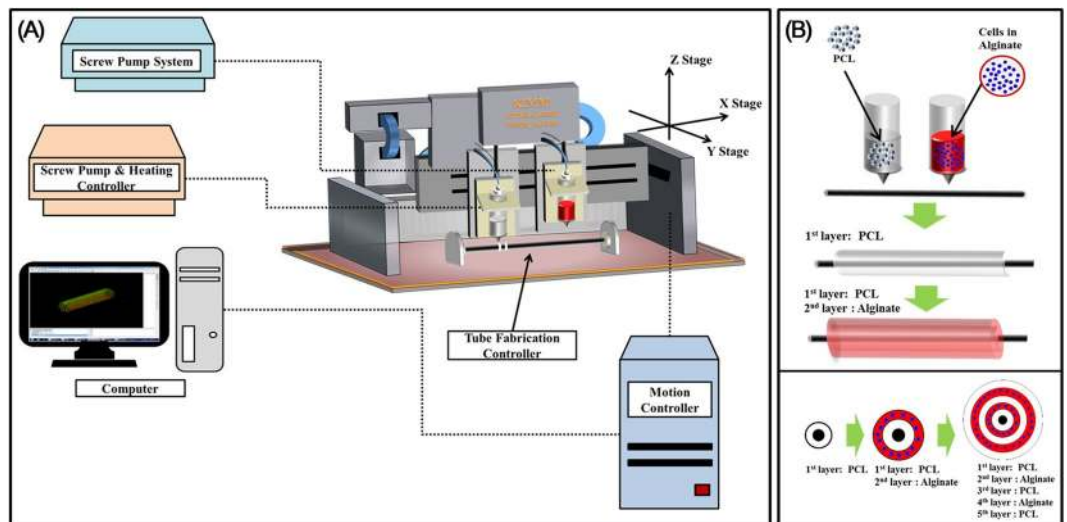 (A)
Screw Pump System
Z Stage
X Stage
Y Stage
Screw Pump & Heating
Controller
Tube Fabrication
Controller
Computer
Motion
Controller
(B)
PCL
Cells in
Alginate
1st layer: PCL
1st layer: PCL
2nd layer : Alginate
1st layer: PCL
1st layer: PCL
2nd layer : Alginate
1st layer: PCL
2nd layer : Alginate
3rd layer : PCL
4th layer : Alginate
5th layer : PCL